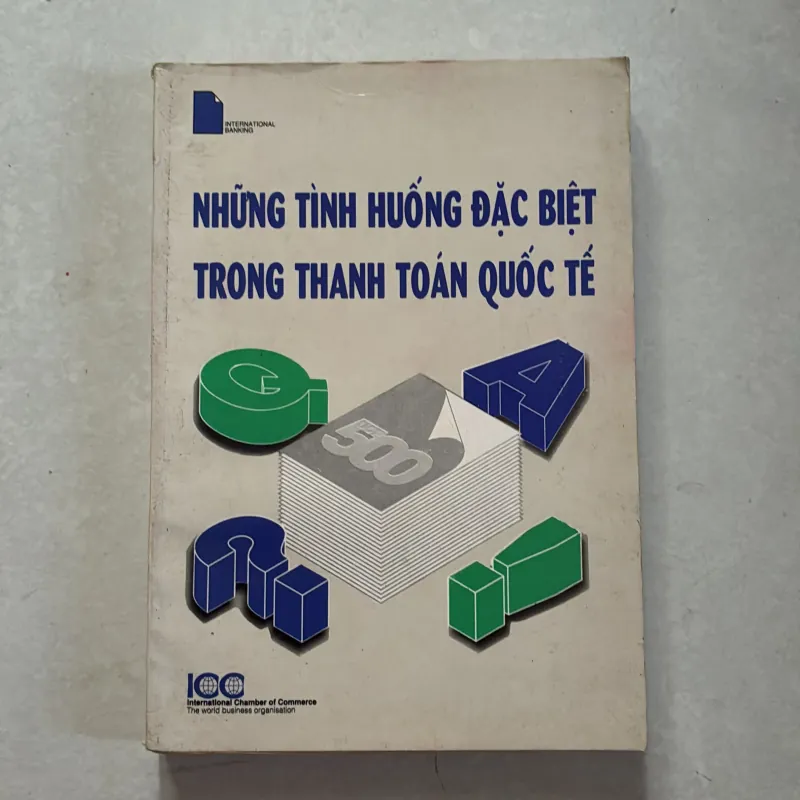 INTERNATIONAL
BANKING
NHỮNG TÌNH HUỐNG ĐẶC BIỆT
TRONG THANH TOÁN QUỐC TẾ
Q
A
500
?
!
ICC
International Chamber of Commerce
The world business organisation